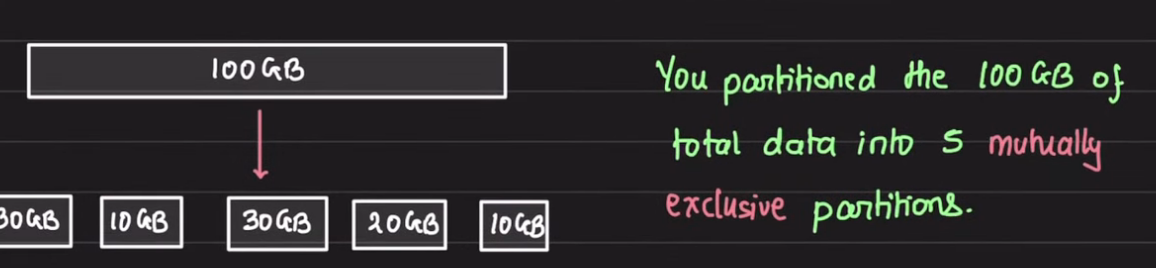 100GB
You partitioned the 100 GB of
total data into 5 mutually
exclusive partitions.
30GB 10GB 30GB 20GB 10GB